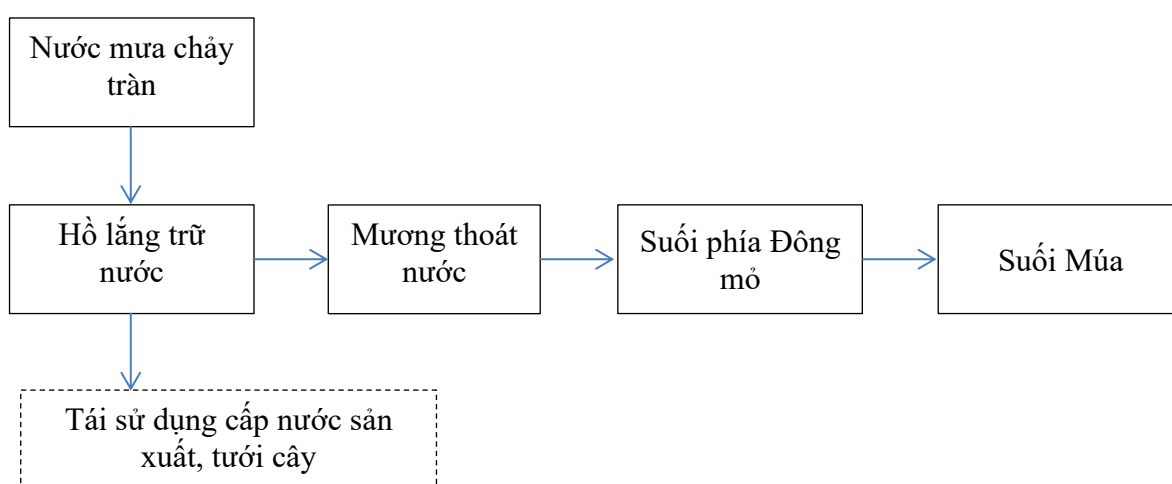 Nước mưa chảy
tràn
Hồ lắng trữ
nước
Mương thoát
nước
Suối phía Đông
mỏ
Suối Múa
Tái sử dụng cấp nước sản
xuất, tưới cây